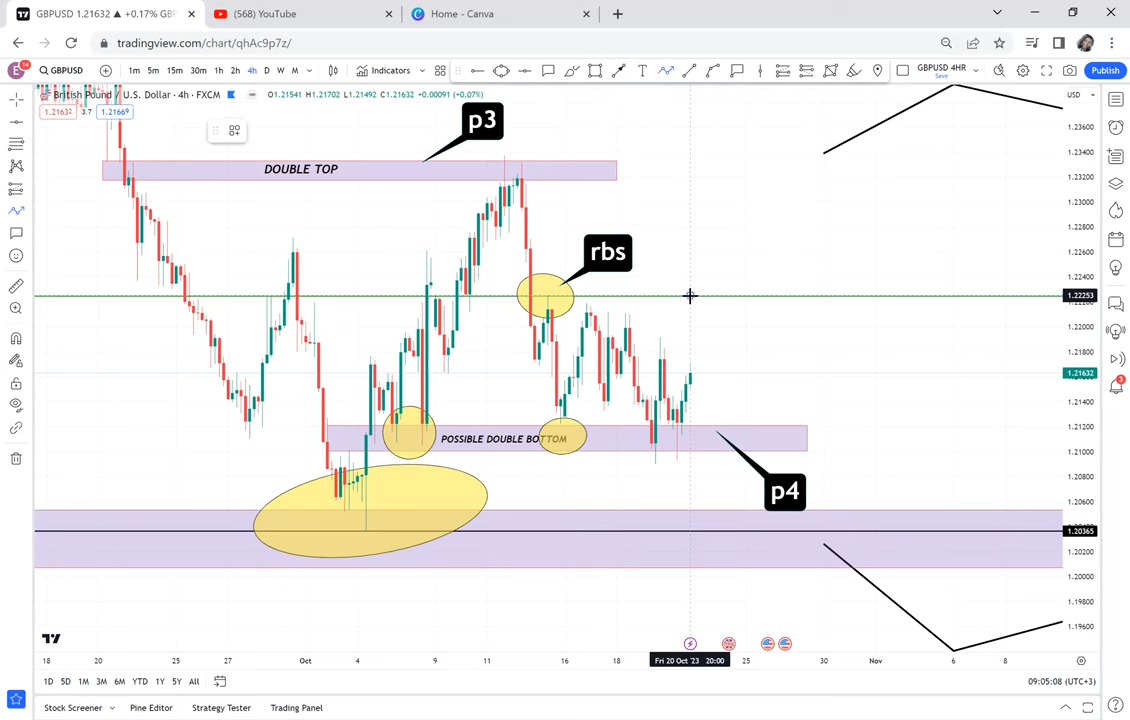 GBPUSD 1.21632 ▲ +0.17% GBP
(568) YouTube
Home - Canva
tradingview.com/chart/qhAc9p7z/
E 14 GBPUSD 1m 5m 15m 30m 1h 2h 4h D W M Indicators GBPUSD 4HR Save Publish
British Pound / U.S. Dollar · 4h · FXCM O1.21541 H1.21702 L1.21492 C1.21632 +0.00091 (+0.07%) USD
1.21632 3.7 1.21669
p3
DOUBLE TOP
rbs
POSSIBLE DOUBLE BOTTOM
p4
1.23600
1.23400
1.23200
1.23000
1.22800
1.22600
1.22400
1.22253
1.22000
1.21800
1.21632
1.21400
1.21200
1.21000
1.20800
1.20600
1.20365
1.20200
1.20000
1.19800
1.19600
3
18 20 25 27 Oct 4 9 11 16 18 Fri 20 Oct '23 20:00 25 30 Nov 6 8
1D 5D 1M 3M 6M YTD 1Y 5Y All 09:05:08 (UTC+3)
Stock Screener Pine Editor Strategy Tester Trading Panel